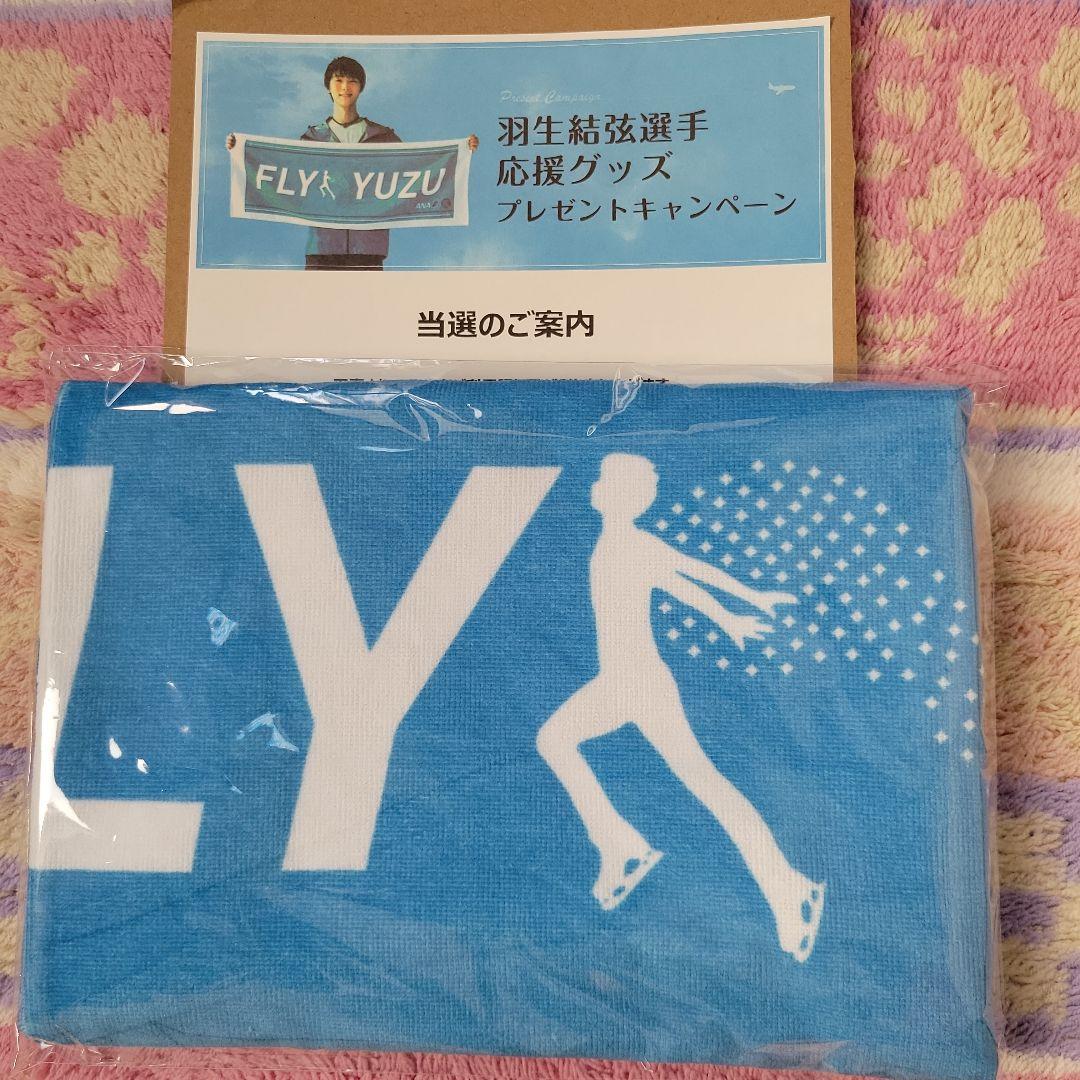 Present Campaign
羽生結弦選手
応援グッズ
プレゼントキャンペーン
FLY YUZU
ANA
当選のご案内
LY